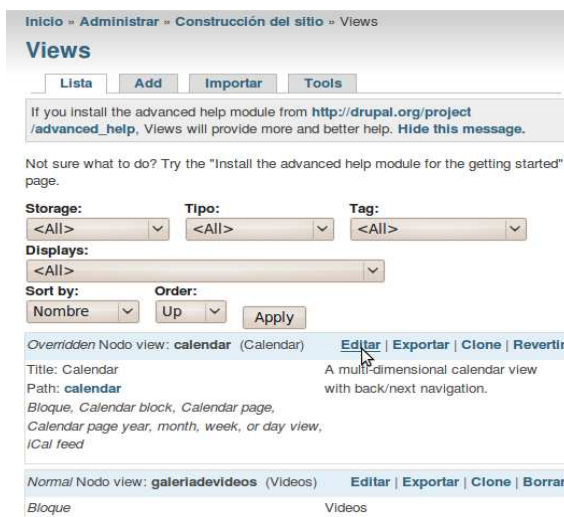 Inicio » Administrar » Construcción del sitio » Views
Views
Lista Add Importar Tools
If you install the advanced help module from http://drupal.org/project
/advanced_help, Views will provide more and better help. Hide this message.
Not sure what to do? Try the "Install the advanced help module for the getting started"
page.
Storage: Tipo: Tag:
<All> <All> <All>
Displays:
<All>
Sort by: Order:
Nombre Up Apply
Overridden Nodo view: calendar (Calendar) Editar | Exportar | Clone | Revertir
Title: Calendar A multi-dimensional calendar view
Path: calendar with back/next navigation.
Bloque, Calendar block, Calendar page,
Calendar page year, month, week, or day view,
iCal feed
Normal Nodo view: galeriadevideos (Videos) Editar | Exportar | Clone | Borrar
Bloque Videos